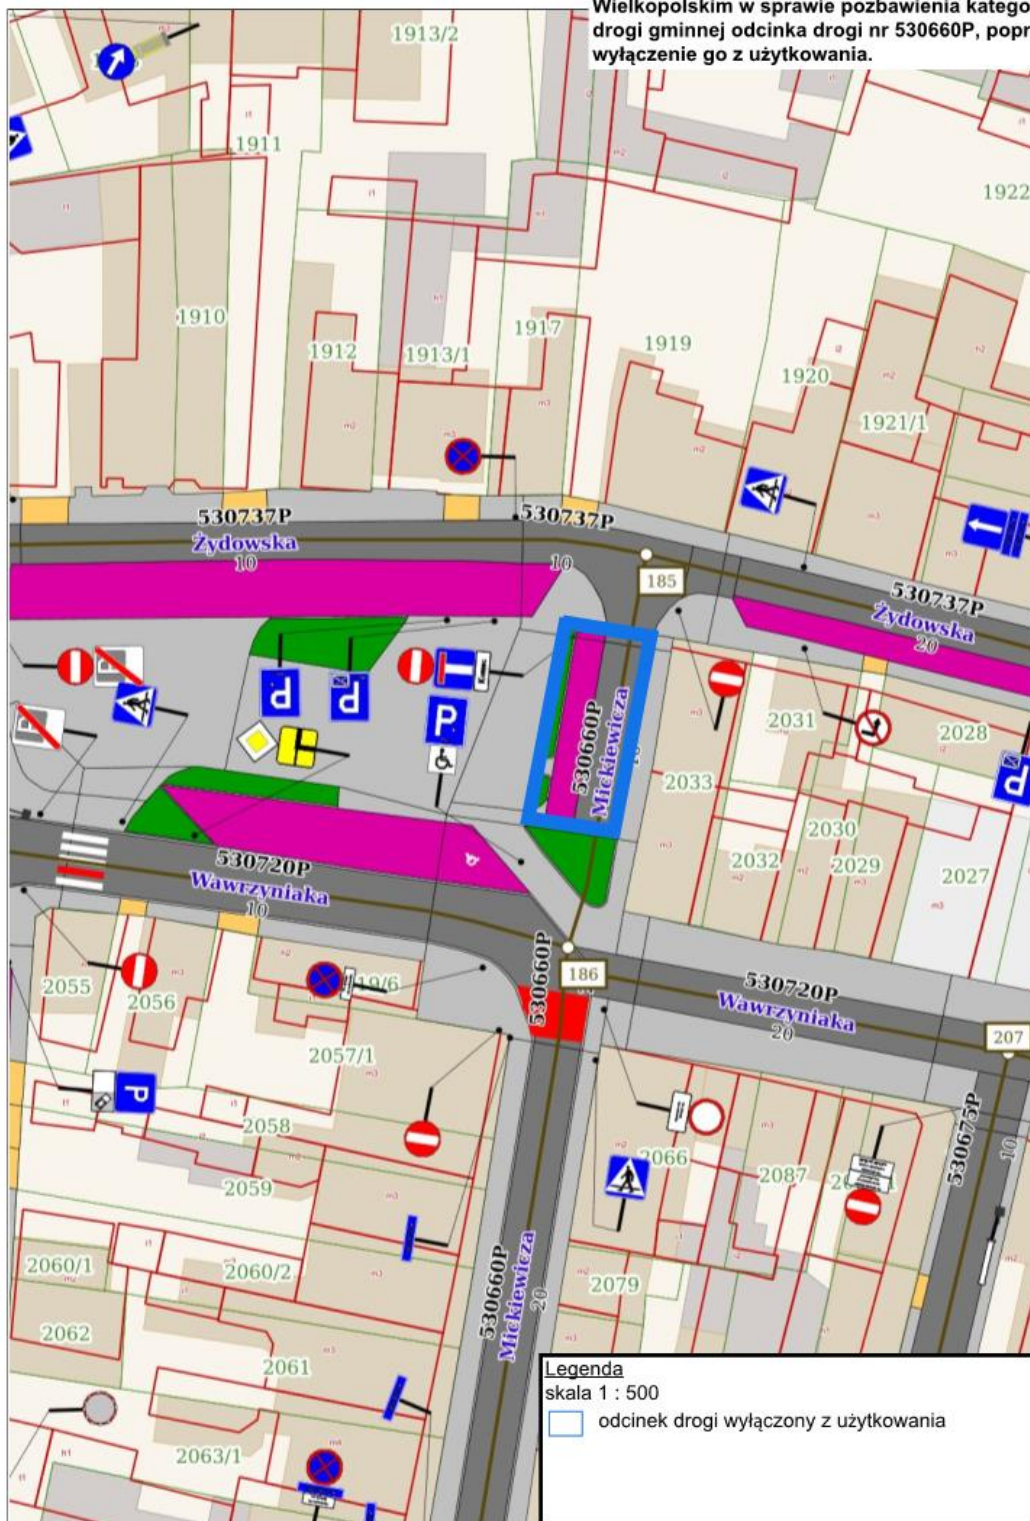 Wielkopolskim w sprawie pozbawienia katego
drogi gminnej odcinka drogi nr 530660P, popr
wyłączenie go z użytkowania.
1913/2
1911
1922
1910
1912
1913/1
1917
1919
1920
1921/1
530737P
Żydowska
10
530737P
10
185
530737P
Żydowska
20
P
P
P
530660P
Mickiewicza
2031
2028
2033
P
2030
2032
2029
2027
530720P
Wawrzyniaka
10
530660P
186
530720P
Wawrzyniaka
20
207
2055
2056
19/6
2057/1
P
2058
2059
2066
2087
530675P
10
2060/1
2060/2
2079
2062
530660P
Mickiewicza
20
2061
2063/1
Legenda
skala 1 : 500
odcinek drogi wyłączony z użytkowania